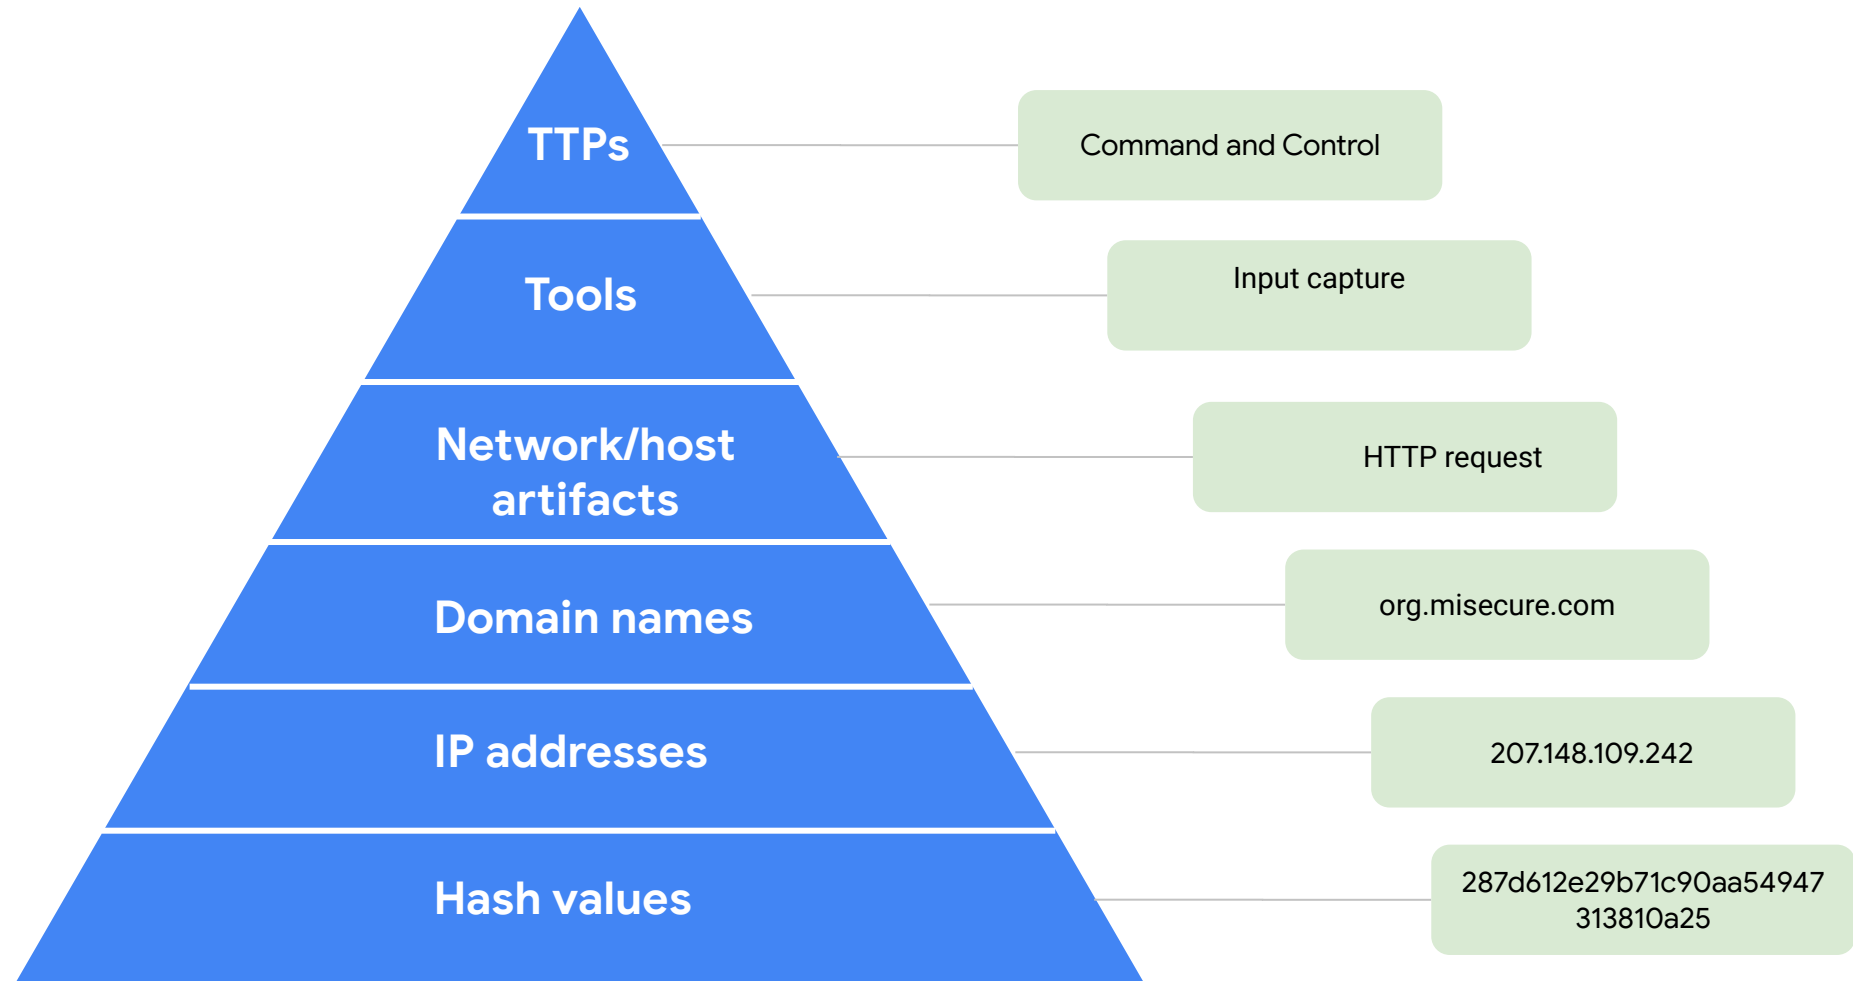 TTPs
Command and Control
Tools
Input capture
Network/host
artifacts
HTTP request
Domain names
org.misecure.com
IP addresses
207.148.109.242
Hash values
287d612e29b71c90aa54947
313810a25